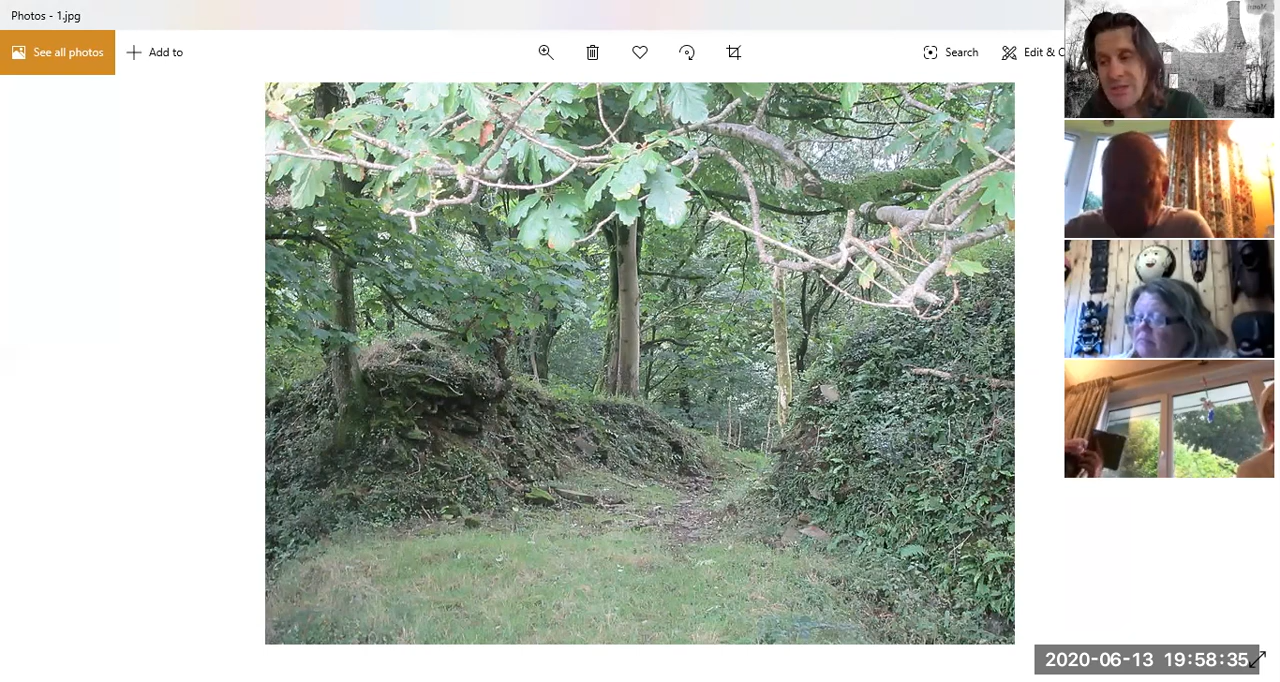 Photos - 1.jpg
See all photos
Add to
Search
Edit & C
2020-06-13 19:58:35